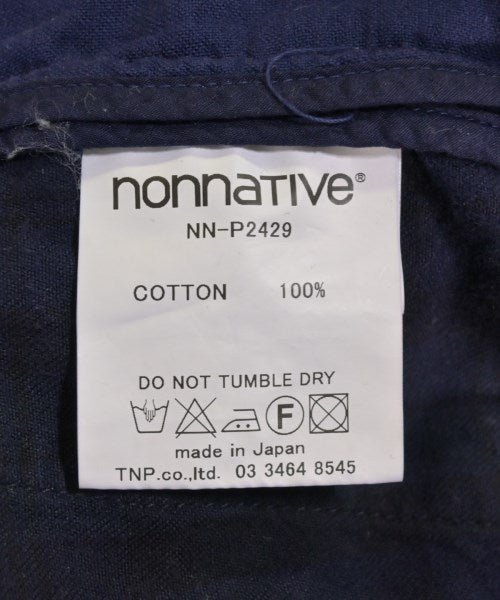 nonnative®
NN-P2429
COTTON 100%
DO NOT TUMBLE DRY
F
made in Japan
TNP.co.,ltd. 03 3464 8545